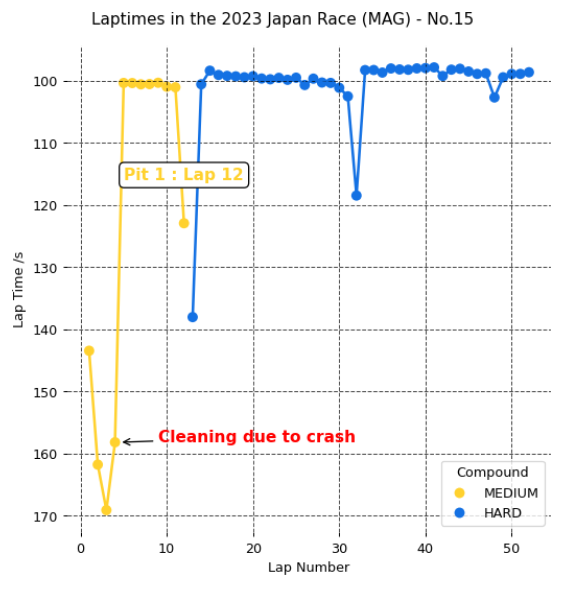 Laptimes in the 2023 Japan Race (MAG) - No.15
100
110
Pit 1 : Lap 12
120
130
Lap Time /s
140
150
Cleaning due to crash
160
Compound
MEDIUM
HARD
170
0 10 20 30 40 50
Lap Number